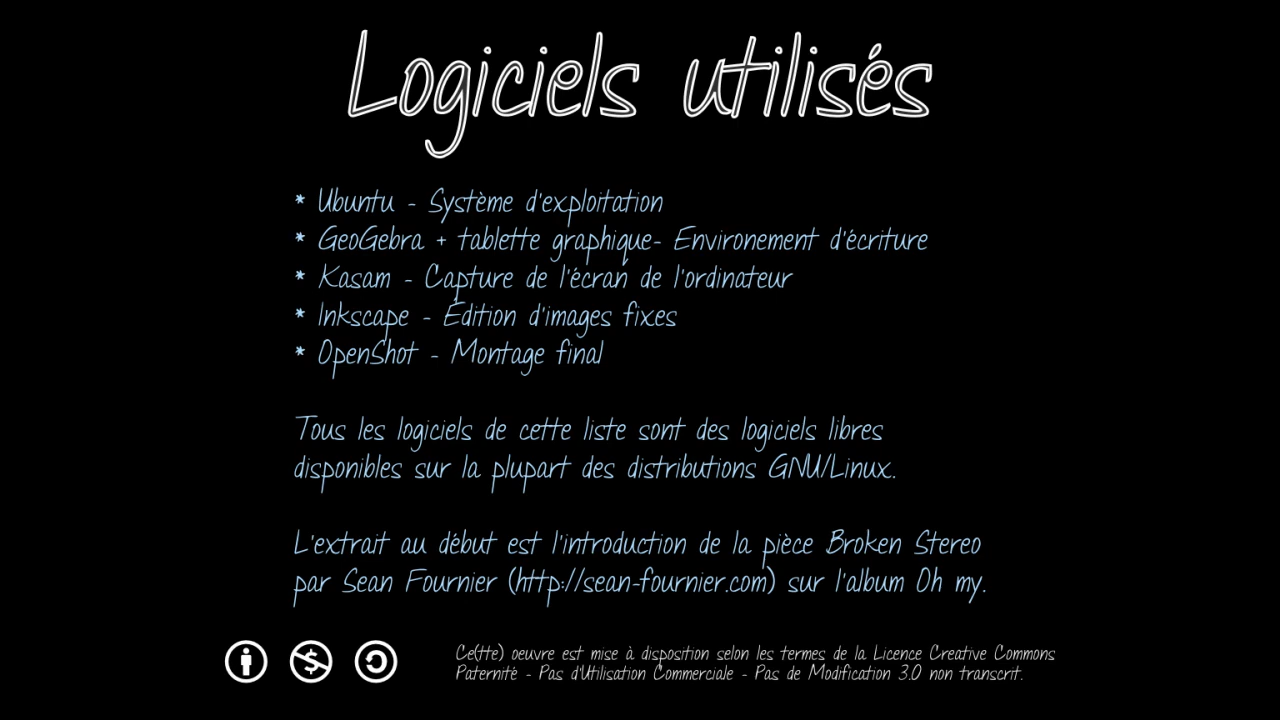 Logiciels utilisés
* Ubuntu - Système d'exploitation
* GeoGebra + tablette graphique- Environement d'écriture
* Kasam - Capture de l'écran de l'ordinateur
* Inkscape - Édition d'images fixes
* OpenShot - Montage final
Tous les logiciels de cette liste sont des logiciels libres
disponibles sur la plupart des distributions GNU/Linux.
L'extrait au début est l'introduction de la pièce Broken Stereo
par Sean Fournier (http://sean-fournier.com) sur l'album Oh my.
Ce(tte) oeuvre est mise à disposition selon les termes de la Licence Creative Commons
Paternité - Pas d'Utilisation Commerciale - Pas de Modification 3.0 non transcrit.